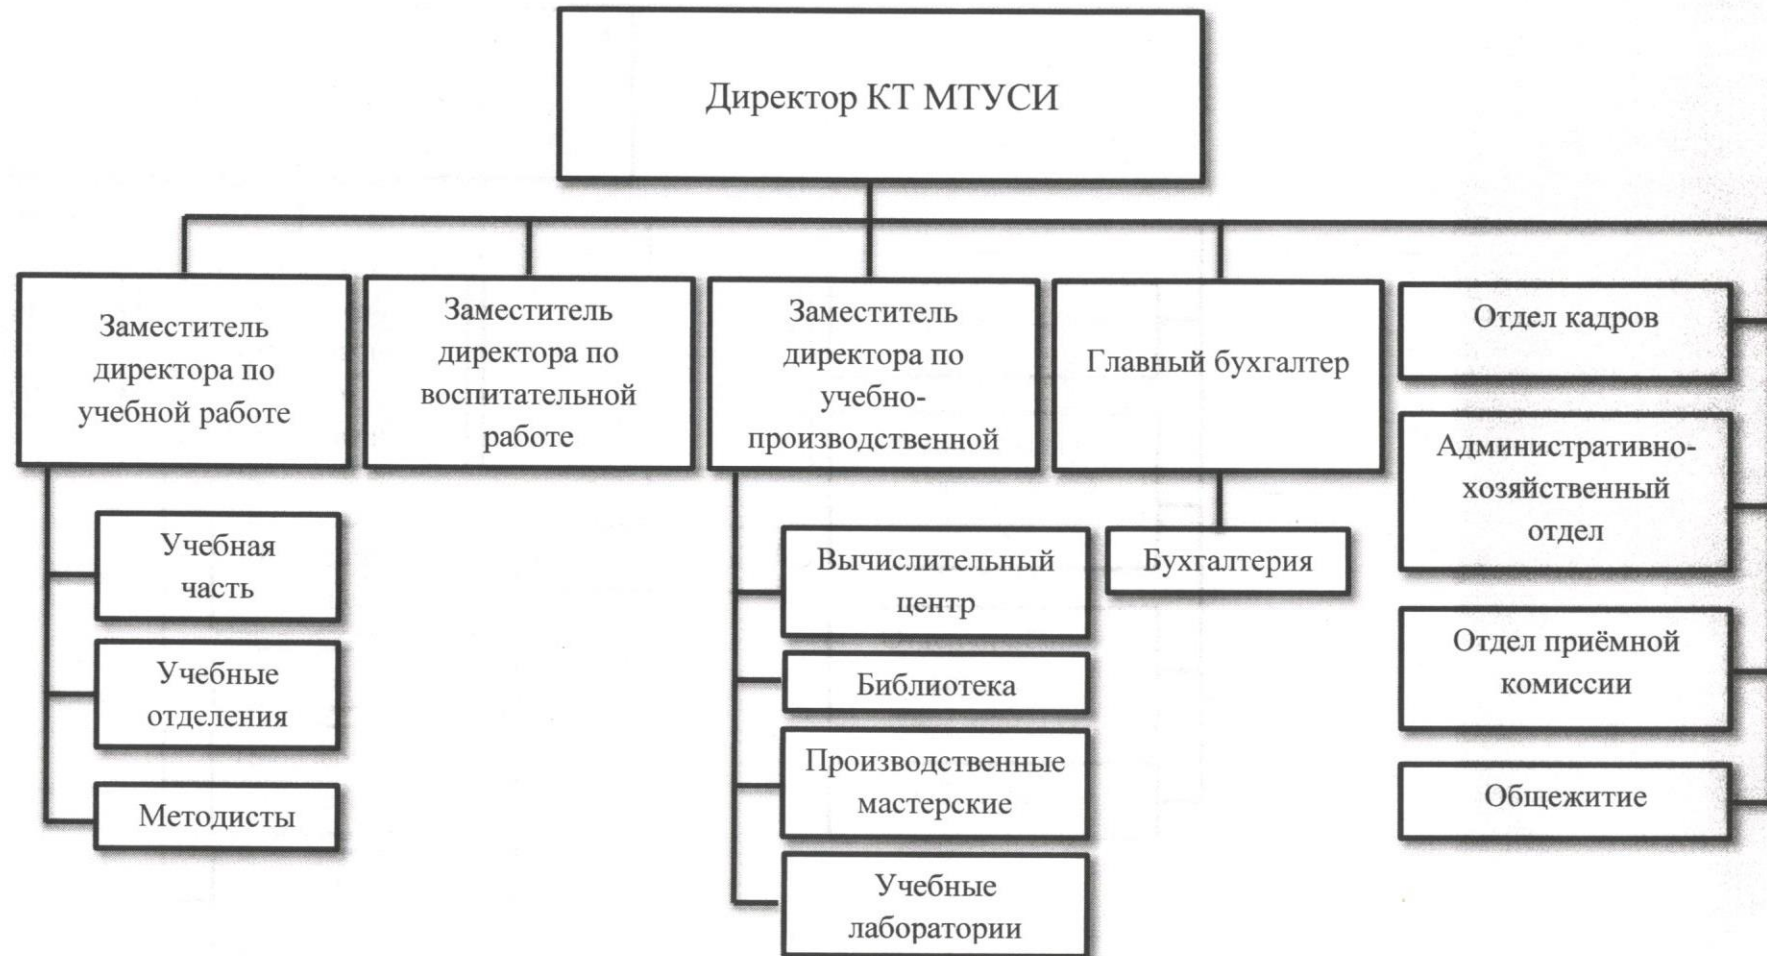 Директор КТ МТУСИ
Заместитель
директора по
учебной работе
Заместитель
директора по
воспитательной
работе
Заместитель
директора по
учебно-
производственной
Главный бухгалтер
Отдел кадров
Административно-
хозяйственный
отдел
Отдел приёмной
комиссии
Общежитие
Учебная
часть
Учебные
отделения
Методисты
Вычислительный
центр
Библиотека
Производственные
мастерские
Учебные
лаборатории
Бухгалтерия